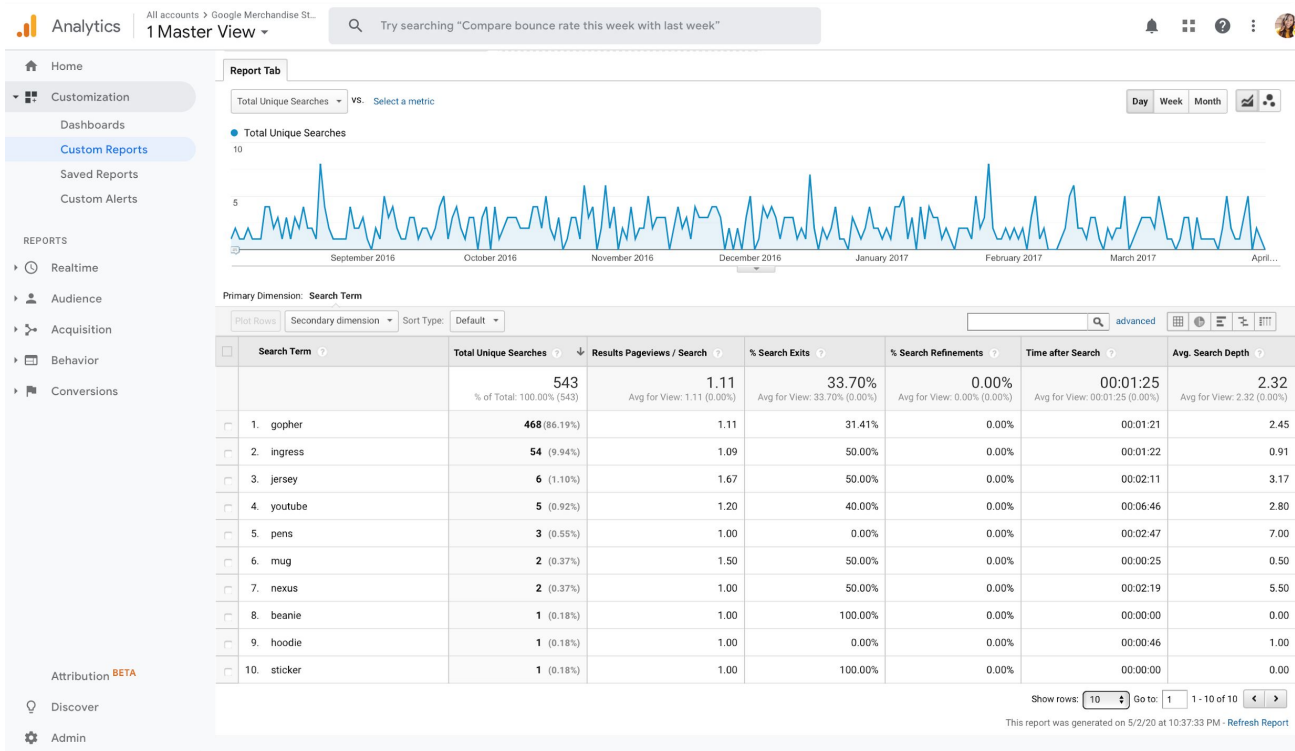 Analytics
All accounts > Google Merchandise St...
1 Master View
Try searching “Compare bounce rate this week with last week”
Home
Customization
Dashboards
Custom Reports
Saved Reports
Custom Alerts
REPORTS
Realtime
Audience
Acquisition
Behavior
Conversions
Attribution BETA
Discover
Admin
Report Tab
Total Unique Searches VS. Select a metric
Day Week Month
Total Unique Searches
10
5
September 2016 October 2016 November 2016 December 2016 January 2017 February 2017 March 2017 April...
Primary Dimension: Search Term
Plot Rows Secondary dimension Sort Type: Default advanced
Search Term ? Total Unique Searches ? Results Pageviews / Search ? % Search Exits ? % Search Refinements ? Time after Search ? Avg. Search Depth ?
543 1.11 33.70% 0.00% 00:01:25 2.32
% of Total: 100.00% (543) Avg for View: 1.11 (0.00%) Avg for View: 33.70% (0.00%) Avg for View: 0.00% (0.00%) Avg for View: 00:01:25 (0.00%) Avg for View: 2.32 (0.00%)
1. gopher 468 (86.19%) 1.11 31.41% 0.00% 00:01:21 2.45
2. ingress 54 (9.94%) 1.09 50.00% 0.00% 00:01:22 0.91
3. jersey 6 (1.10%) 1.67 50.00% 0.00% 00:02:11 3.17
4. youtube 5 (0.92%) 1.20 40.00% 0.00% 00:06:46 2.80
5. pens 3 (0.55%) 1.00 0.00% 0.00% 00:02:47 7.00
6. mug 2 (0.37%) 1.50 50.00% 0.00% 00:00:25 0.50
7. nexus 2 (0.37%) 1.00 50.00% 0.00% 00:02:19 5.50
8. beanie 1 (0.18%) 1.00 100.00% 0.00% 00:00:00 0.00
9. hoodie 1 (0.18%) 1.00 0.00% 0.00% 00:00:46 1.00
10. sticker 1 (0.18%) 1.00 100.00% 0.00% 00:00:00 0.00
Show rows: 10 Go to: 1 1 - 10 of 10
This report was generated on 5/2/20 at 10:37:33 PM - Refresh Report